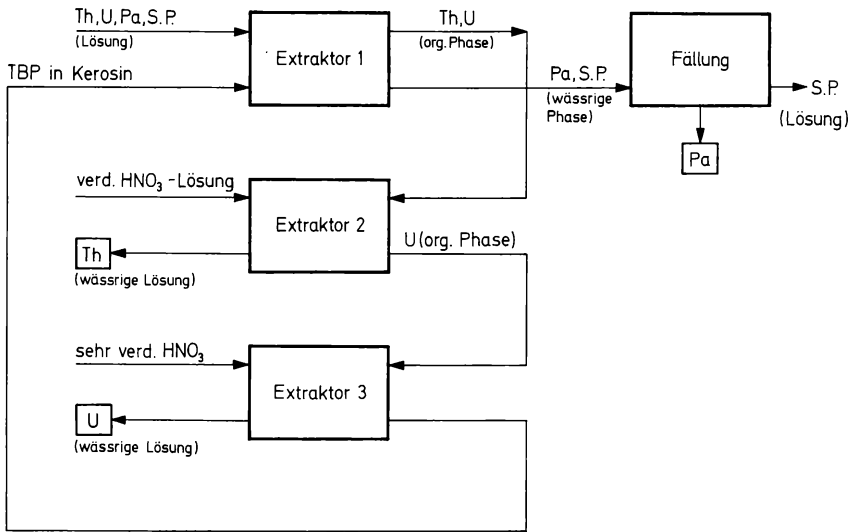 Th,U,Pa,S.P.
(Lösung)
TBP in Kerosin
Extraktor 1
Th,U
(org. Phase)
Pa,S.P.
(wässrige
Phase)
Fällung
S.P.
(Lösung)
Pa
verd. HNO₃-Lösung
Extraktor 2
Th
(wässrige Lösung)
U(org. Phase)
sehr verd. HNO₃
Extraktor 3
U
(wässrige Lösung)